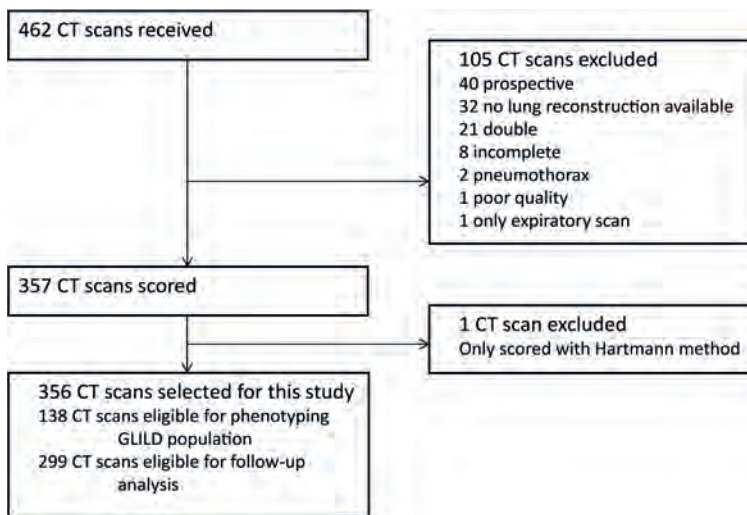 462 CT scans received
105 CT scans excluded
40 prospective
32 no lung reconstruction available
21 double
8 incomplete
2 pneumothorax
1 poor quality
1 only expiratory scan
357 CT scans scored
1 CT scan excluded
Only scored with Hartmann method
356 CT scans selected for this study
138 CT scans eligible for phenotyping
GLILD population
299 CT scans eligible for follow-up
analysis